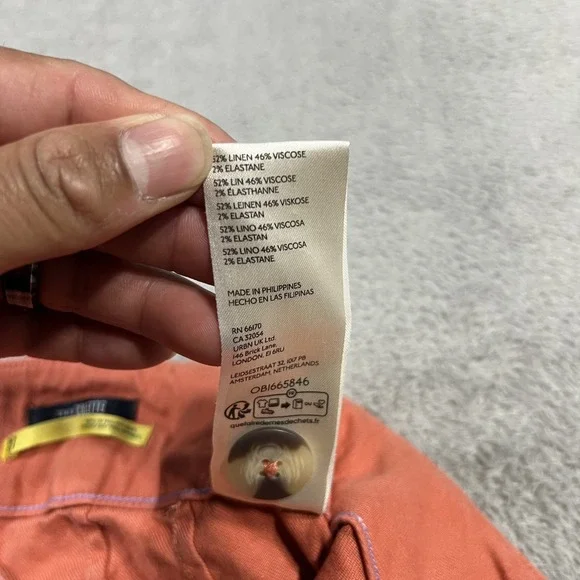 52% LINEN 46% VISCOSE
2% ELASTANE
52% LIN 46% VISCOSE
2% ÉLASTHANNE
52% LEINEN 46% VISKOSE
2% ELASTAN
52% LINO 46% VISCOSA
2% ELASTAN
52% LINO 46% VISCOSA
2% ELASTANE
MADE IN PHILIPPINES
HECHO EN LAS FILIPINAS
RN 66170
CA 32054
URBN UK Ltd.
146 Brick Lane,
LONDON, E1 6RU
LEIDSESTRAAT 32, 1017 PB
AMSTERDAM, NETHERLANDS
OB1665846
FR
OU
quefairedemesdechets.fr